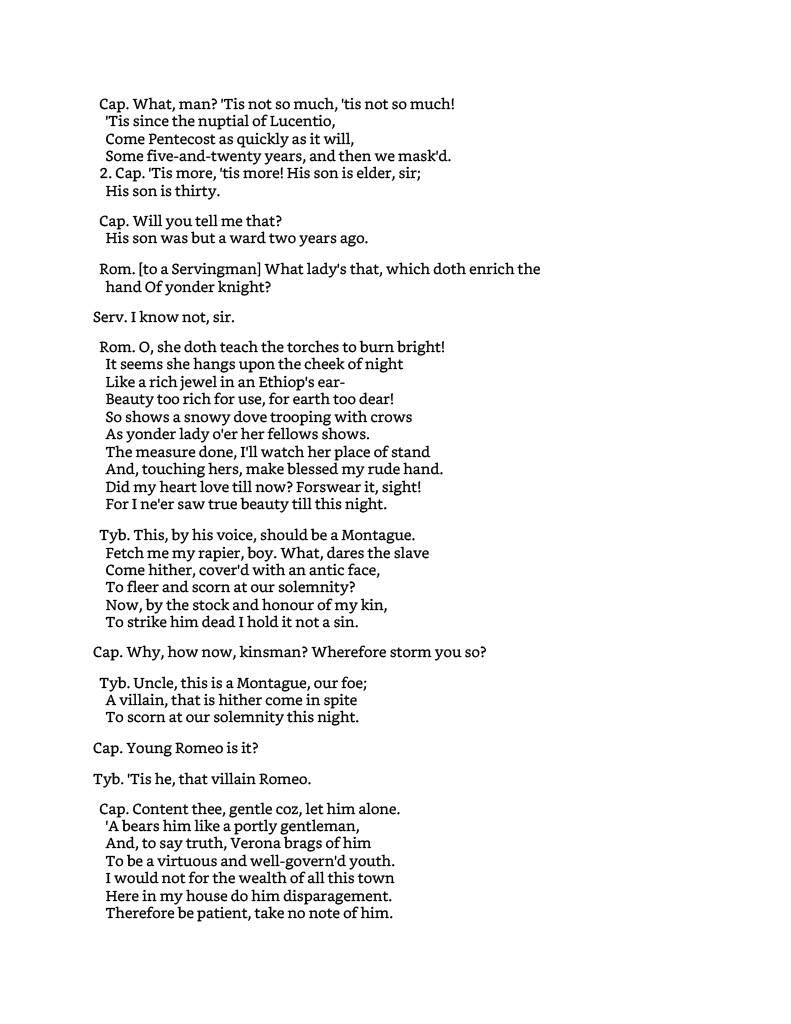 Cap. What, man? 'Tis not so much, 'tis not so much!
'Tis since the nuptial of Lucentio,
Come Pentecost as quickly as it will,
Some five-and-twenty years, and then we mask'd.
2. Cap. 'Tis more, 'tis more! His son is elder, sir;
His son is thirty.
Cap. Will you tell me that?
His son was but a ward two years ago.
Rom. [to a Servingman] What lady's that, which doth enrich the
hand Of yonder knight?
Serv. I know not, sir.
Rom. O, she doth teach the torches to burn bright!
It seems she hangs upon the cheek of night
Like a rich jewel in an Ethiop's ear-
Beauty too rich for use, for earth too dear!
So shows a snowy dove trooping with crows
As yonder lady o'er her fellows shows.
The measure done, I'll watch her place of stand
And, touching hers, make blessed my rude hand.
Did my heart love till now? Forswear it, sight!
For I ne'er saw true beauty till this night.
Tyb. This, by his voice, should be a Montague.
Fetch me my rapier, boy. What, dares the slave
Come hither, cover'd with an antic face,
To fleer and scorn at our solemnity?
Now, by the stock and honour of my kin,
To strike him dead I hold it not a sin.
Cap. Why, how now, kinsman? Wherefore storm you so?
Tyb. Uncle, this is a Montague, our foe;
A villain, that is hither come in spite
To scorn at our solemnity this night.
Cap. Young Romeo is it?
Tyb. 'Tis he, that villain Romeo.
Cap. Content thee, gentle coz, let him alone.
'A bears him like a portly gentleman,
And, to say truth, Verona brags of him
To be a virtuous and well-govern'd youth.
I would not for the wealth of all this town
Here in my house do him disparagement.
Therefore be patient, take no note of him.